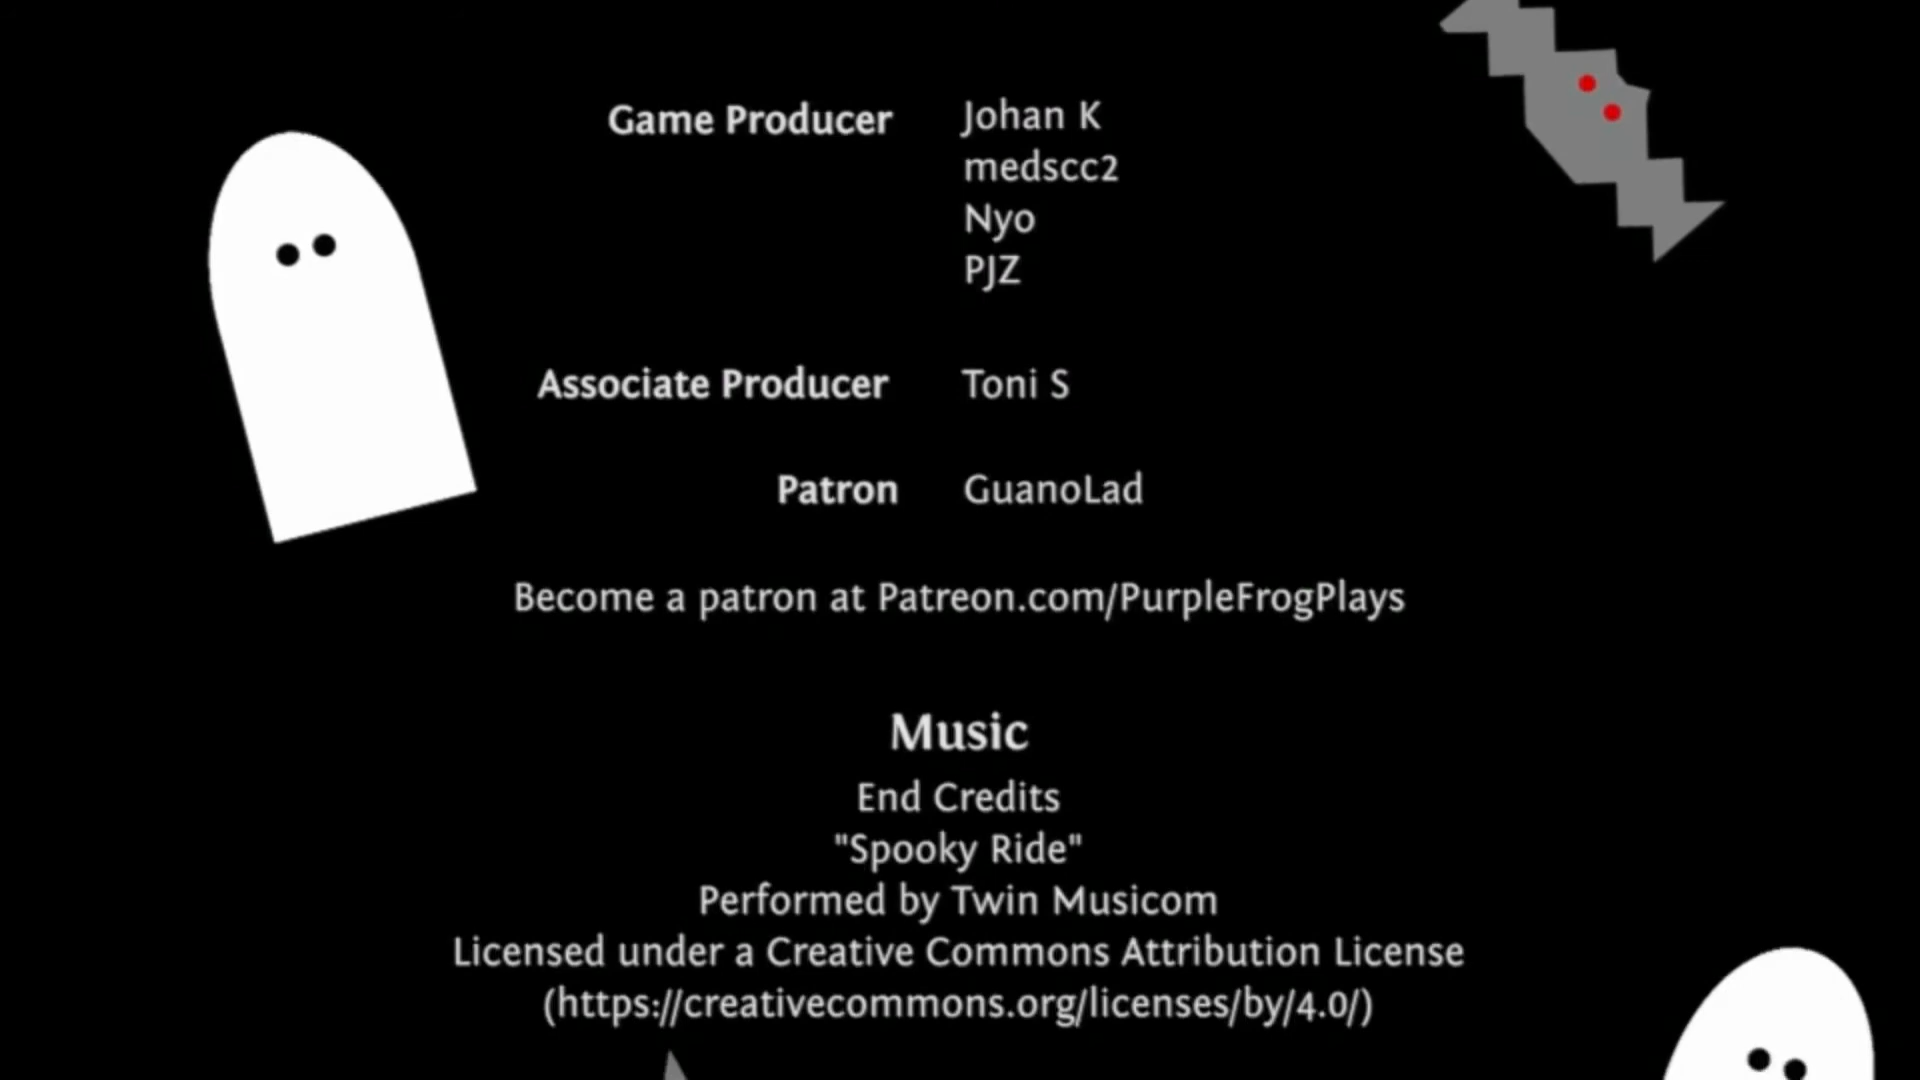 Game Producer Johan K
medscc2
Nyo
PJZ
Associate Producer Toni S
Patron GuanoLad
Become a patron at Patreon.com/PurpleFrogPlays
Music
End Credits
"Spooky Ride"
Performed by Twin Musicom
Licensed under a Creative Commons Attribution License
(https://creativecommons.org/licenses/by/4.0/)